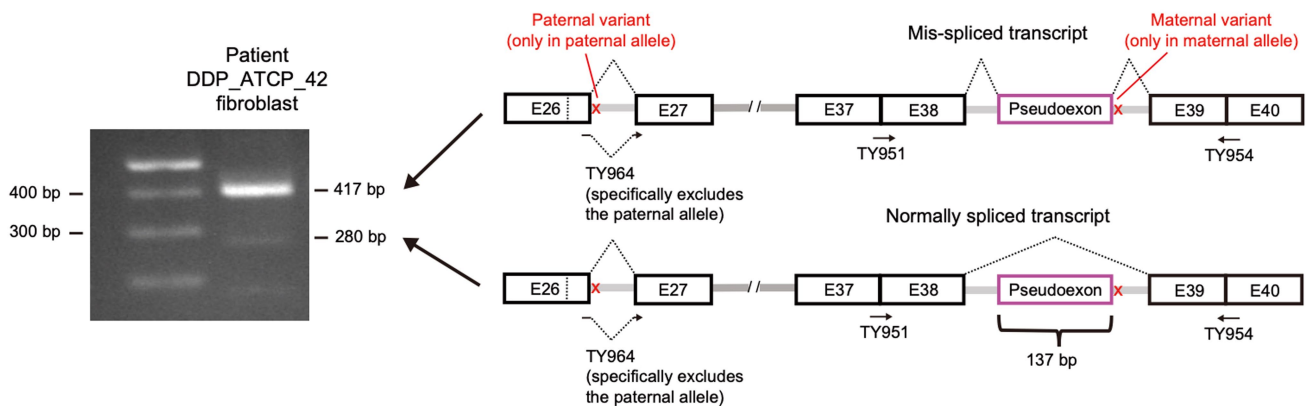 Patient
DDP_ATCP_42
fibroblast
400 bp
300 bp
417 bp
280 bp
Paternal variant
(only in paternal allele)
Mis-spliced transcript
Maternal variant
(only in maternal allele)
E26
x
E27
//
E37
E38
Pseudoexon
x
E39
E40
TY964
(specifically excludes
the paternal allele)
TY951
TY954
Normally spliced transcript
E26
x
E27
//
E37
E38
Pseudoexon
x
E39
E40
TY964
(specifically excludes
the paternal allele)
TY951
137 bp
TY954